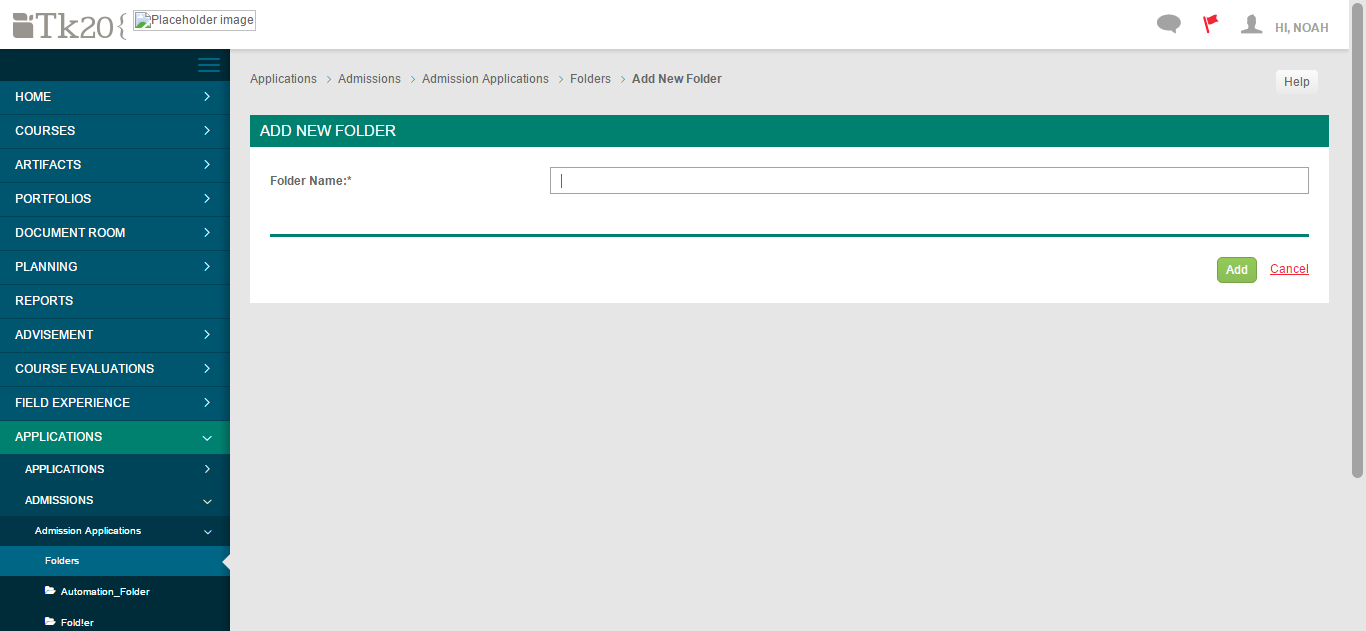 Tk20{
Placeholder image
HI, NOAH
HOME
COURSES
ARTIFACTS
PORTFOLIOS
DOCUMENT ROOM
PLANNING
REPORTS
ADVISEMENT
COURSE EVALUATIONS
FIELD EXPERIENCE
APPLICATIONS
APPLICATIONS
ADMISSIONS
Admission Applications
Folders
Automation_Folder
Fold!er
Applications > Admissions > Admission Applications > Folders > Add New Folder
Help
ADD NEW FOLDER
Folder Name:*
Add Cancel